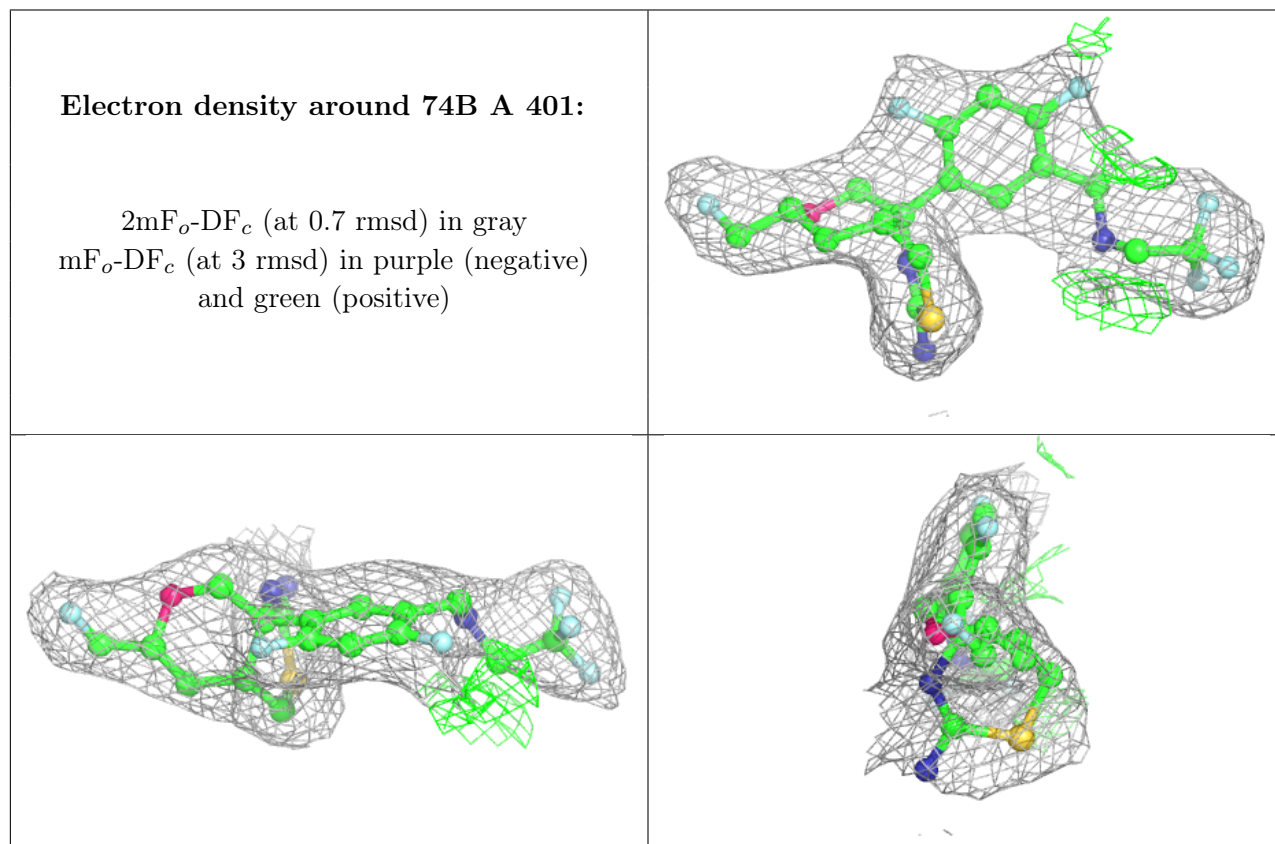 Electron density around 74B A 401:
2mFo-DFc (at 0.7 rmsd) in gray
mFo-DFc (at 3 rmsd) in purple (negative)
and green (positive)